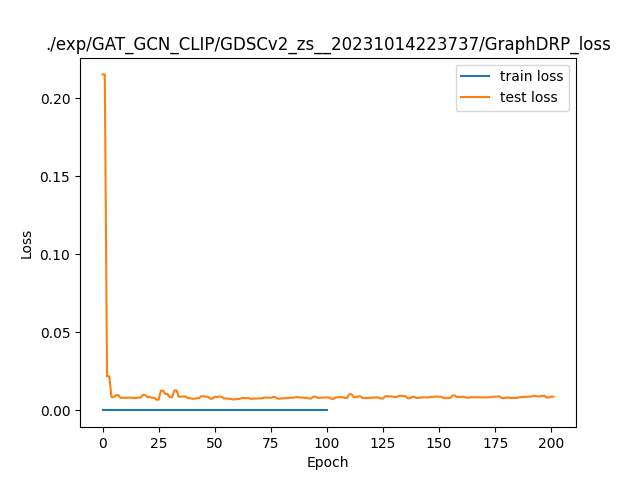 ./exp/GAT_GCN_CLIP/GDSCv2_zs__20231014223737/GraphDRP_loss
train loss
test loss
0.20
0.15
0.10
0.05
0.00
Loss
0 25 50 75 100 125 150 175 200
Epoch